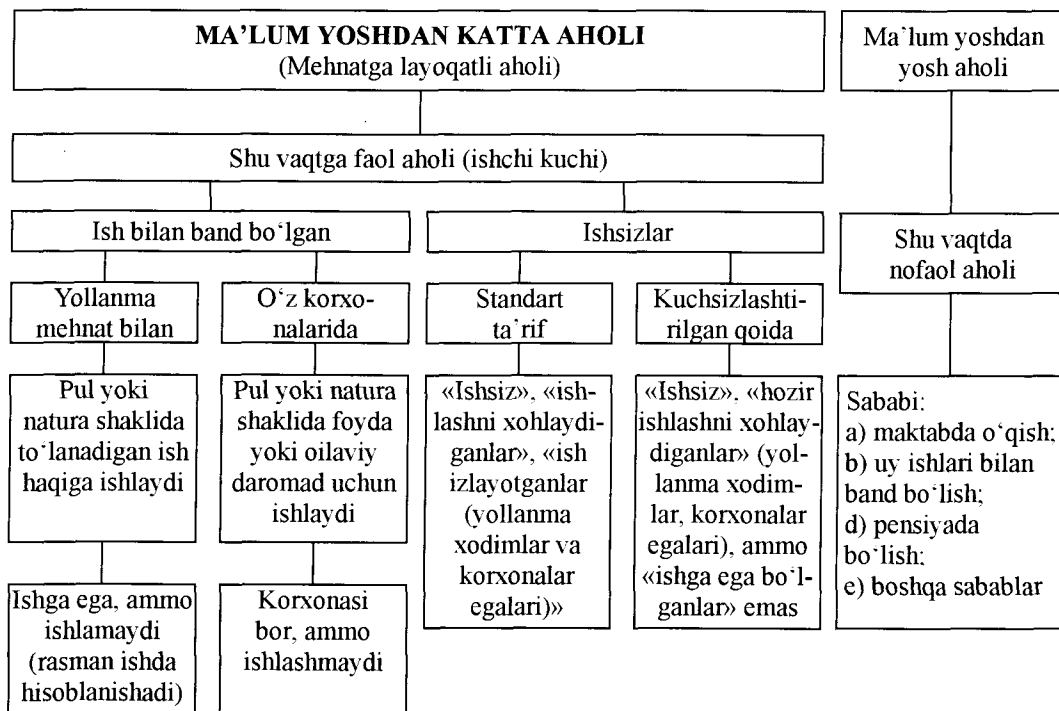 MA’LUM YOSHDAN KATTA AHOLI
(Mehnatga layoqatli aholi)
Ma‘lum yoshdan
yosh aholi
Shu vaqtga faol aholi (ishchi kuchi)
Ish bilan band bo‘lgan
Ishsizlar
Shu vaqtda
nofaol aholi
Yollanma
mehnat bilan
O‘z korxo-
nalarida
Standart
ta‘rif
Kuchsizlashti-
rilgan qoida
Pul yoki
natura shaklida
to‘lanadigan ish
haqiga ishlaydi
Pul yoki natura
shaklida foyda
yoki oilaviy
daromad uchun
ishlaydi
«Ishsiz», «ish-
lashni xohlaydi-
ganlar», «ish
izlayotganlar
(yollanma
xodimlar va
korxonalar
egalari)»
«Ishsiz», «hozir
ishlashni xohlay-
diganlar» (yol-
lanma xodim-
lar, korxonalar
egalari), ammo
«ishga ega bo‘l-
ganlar» emas
Sababi:
a) maktabda o‘qish;
b) uy ishlari bilan
band bo‘lish;
d) pensiyada
bo‘lish;
e) boshqa sabablar
Ishga ega, ammo
ishlamaydi
(rasman ishda
hisoblanishadi)
Korxonasi
bor, ammo
ishlashmaydi